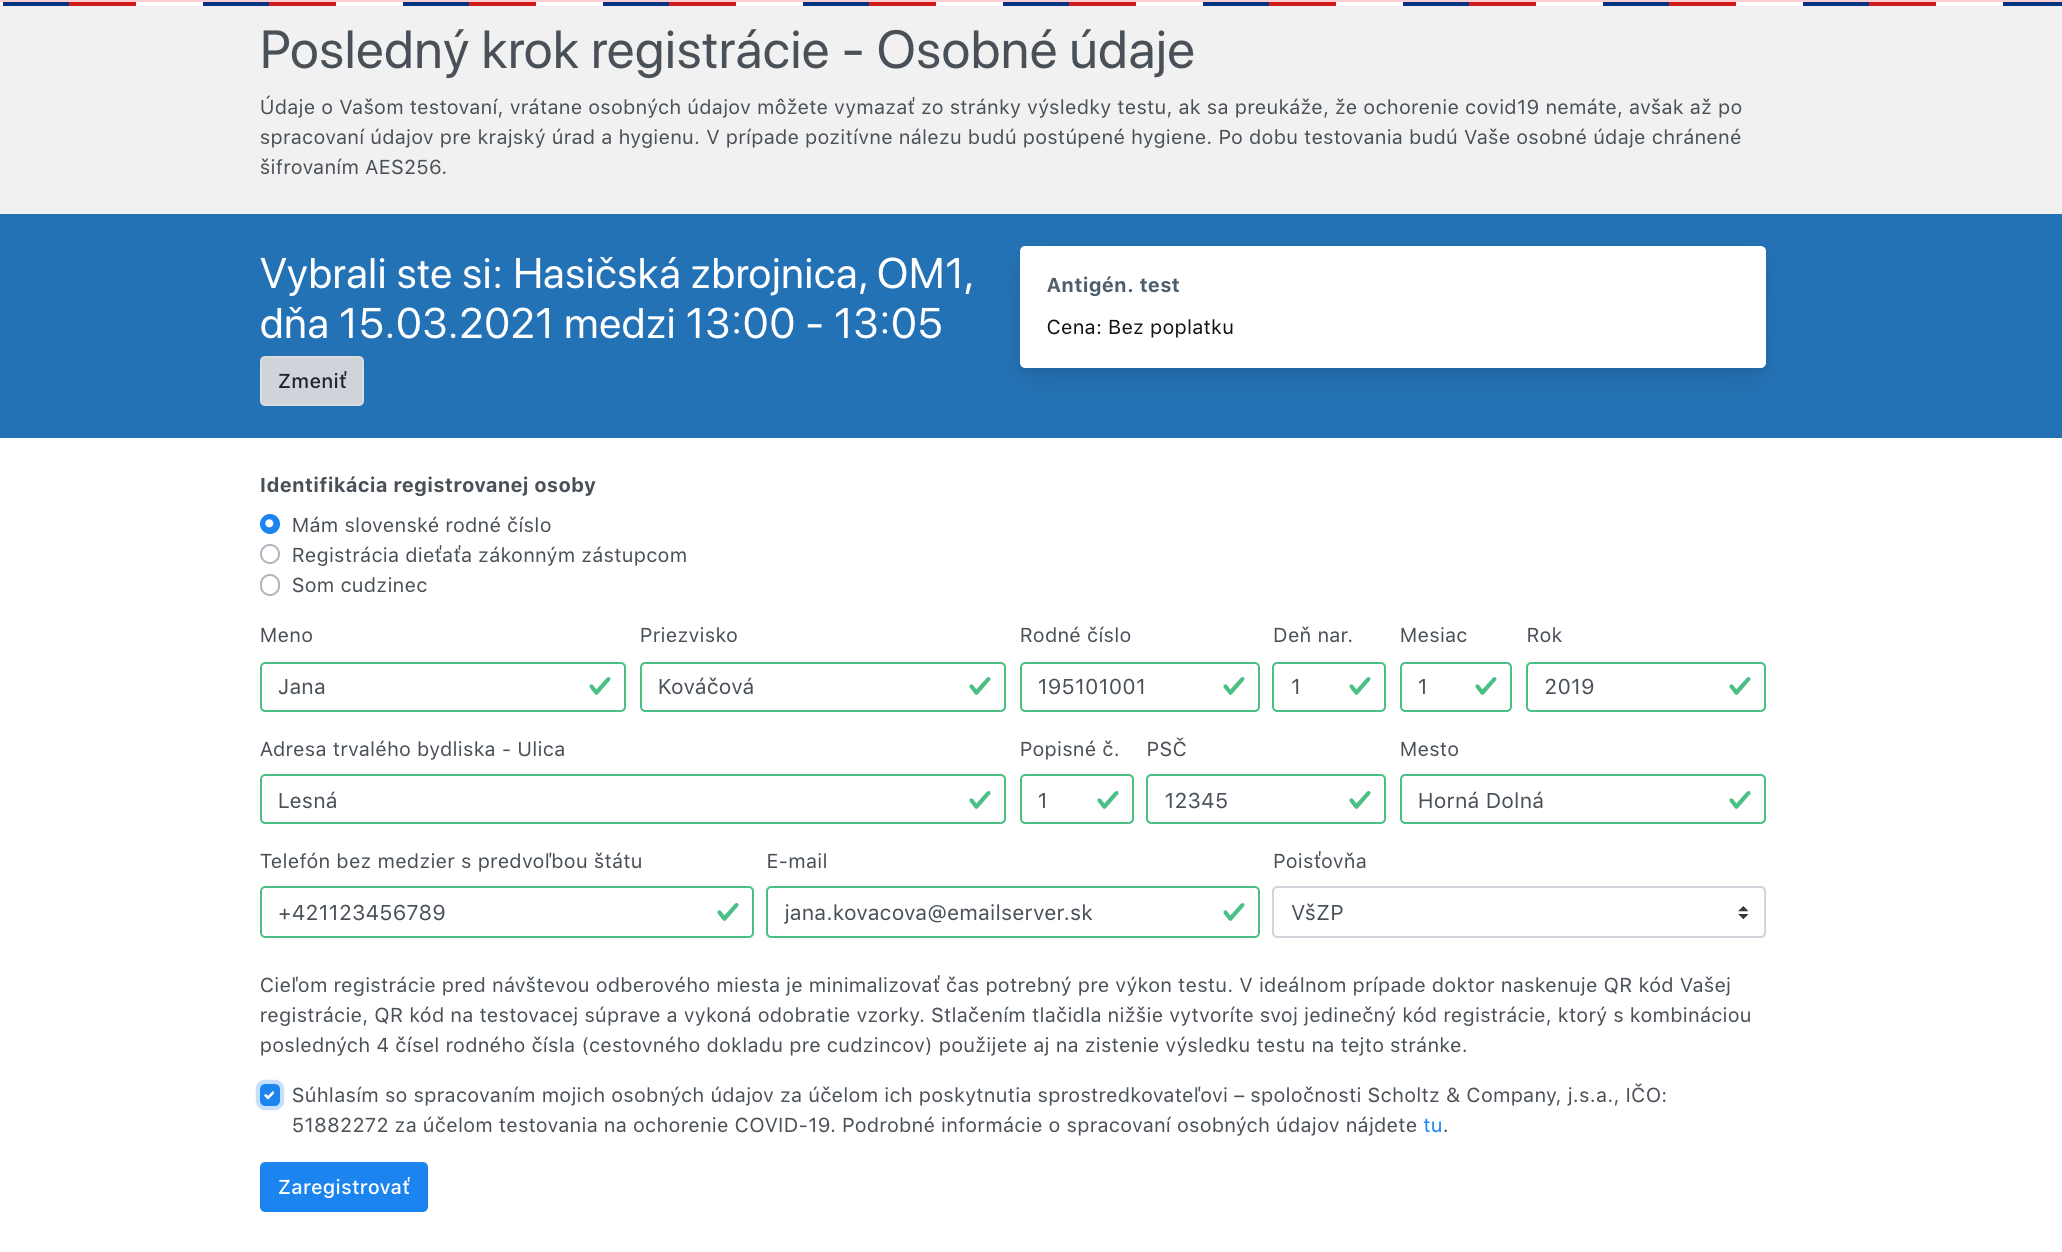 Posledný krok registrácie - Osobné údaje
Údaje o Vašom testovaní, vrátane osobných údajov môžete vymazať zo stránky výsledky testu, ak sa preukáže, že ochorenie covid19 nemáte, avšak až po
spracovaní údajov pre krajský úrad a hygienu. V prípade pozitívne nálezu budú postúpené hygiene. Po dobu testovania budú Vaše osobné údaje chránené
šifrovaním AES256.
Vybrali ste si: Hasičská zbrojnica, OM1,
dňa 15.03.2021 medzi 13:00 - 13:05
Zmeniť
Antigén. test
Cena: Bez poplatku
Identifikácia registrovanej osoby
Mám slovenské rodné číslo
Registrácia dieťaťa zákonným zástupcom
Som cudzinec
Meno Priezvisko Rodné číslo Deň nar. Mesiac Rok
Jana Kováčová 195101001 1 1 2019
Adresa trvalého bydliska - Ulica Popisné č. PSČ Mesto
Lesná 1 12345 Horná Dolná
Telefón bez medzier s predvoľbou štátu E-mail Poisťovňa
+421123456789 jana.kovacova@emailserver.sk VšZP
Cieľom registrácie pred návštevou odberového miesta je minimalizovať čas potrebný pre výkon testu. V ideálnom prípade doktor naskenuje QR kód Vašej
registrácie, QR kód na testovacej súprave a vykoná odobratie vzorky. Stlačením tlačidla nižšie vytvoríte svoj jedinečný kód registrácie, ktorý s kombináciou
posledných 4 čísel rodného čísla (cestovného dokladu pre cudzincov) použijete aj na zistenie výsledku testu na tejto stránke.
Súhlasím so spracovaním mojich osobných údajov za účelom ich poskytnutia sprostredkovateľovi – spoločnosti Scholtz & Company, j.s.a., IČO:
51882272 za účelom testovania na ochorenie COVID-19. Podrobné informácie o spracovaní osobných údajov nájdete tu.
Zaregistrovať